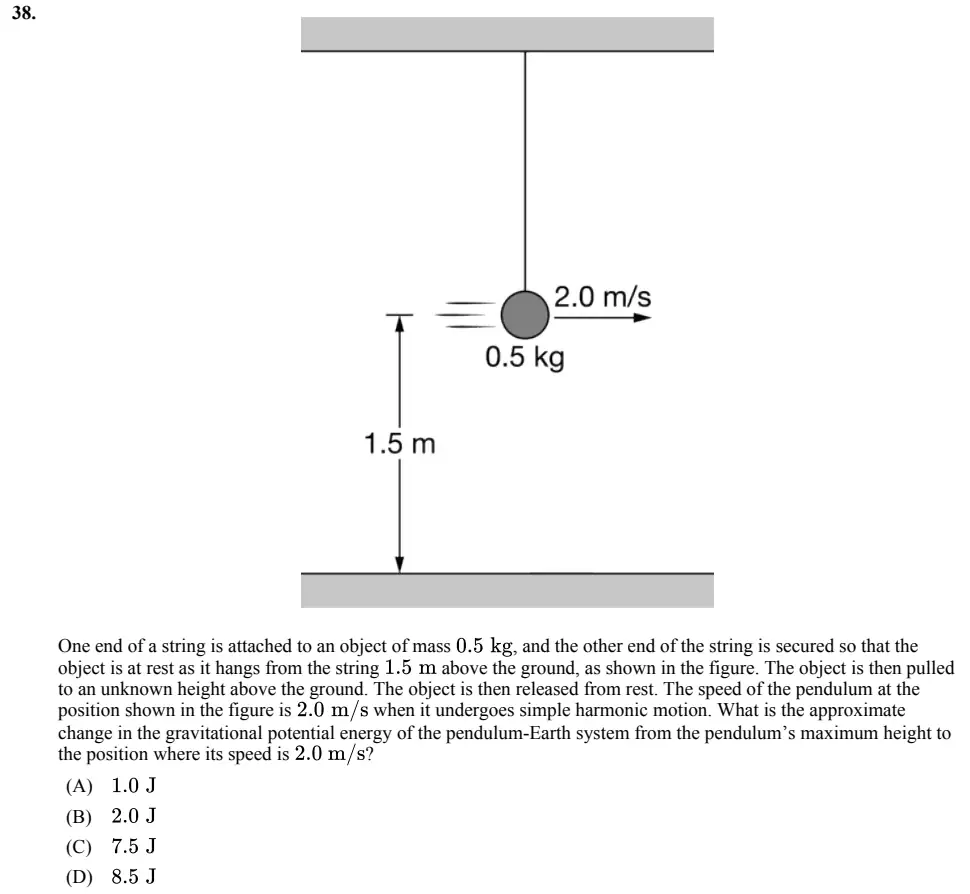 38.
2.0 m/s
0.5 kg
1.5 m
One end of a string is attached to an object of mass 0.5 kg, and the other end of the string is secured so that the
object is at rest as it hangs from the string 1.5 m above the ground, as shown in the figure. The object is then pulled
to an unknown height above the ground. The object is then released from rest. The speed of the pendulum at the
position shown in the figure is 2.0 m/s when it undergoes simple harmonic motion. What is the approximate
change in the gravitational potential energy of the pendulum-Earth system from the pendulum’s maximum height to
the position where its speed is 2.0 m/s?
(A) 1.0 J
(B) 2.0 J
(C) 7.5 J
(D) 8.5 J